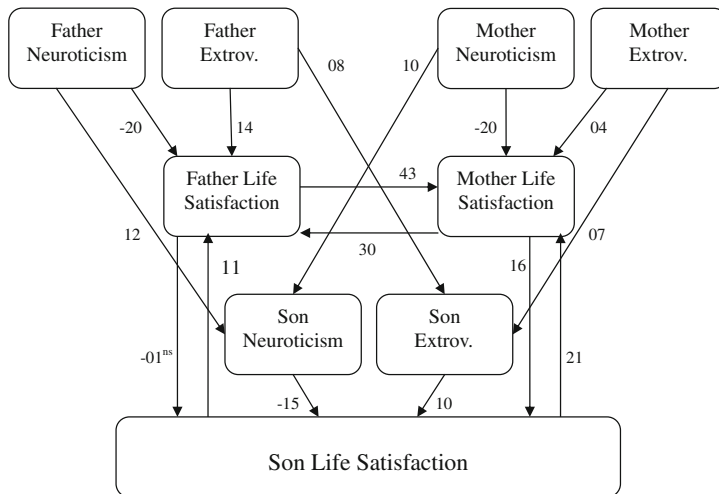 Father
Neuroticism
Father
Extrov.
Mother
Neuroticism
Mother
Extrov.
08
10
-20
14
-20
04
Father Life
Satisfaction
43
Mother Life
Satisfaction
12
11
30
16
07
Son
Neuroticism
Son
Extrov.
-01ns
21
-15
10
Son Life Satisfaction